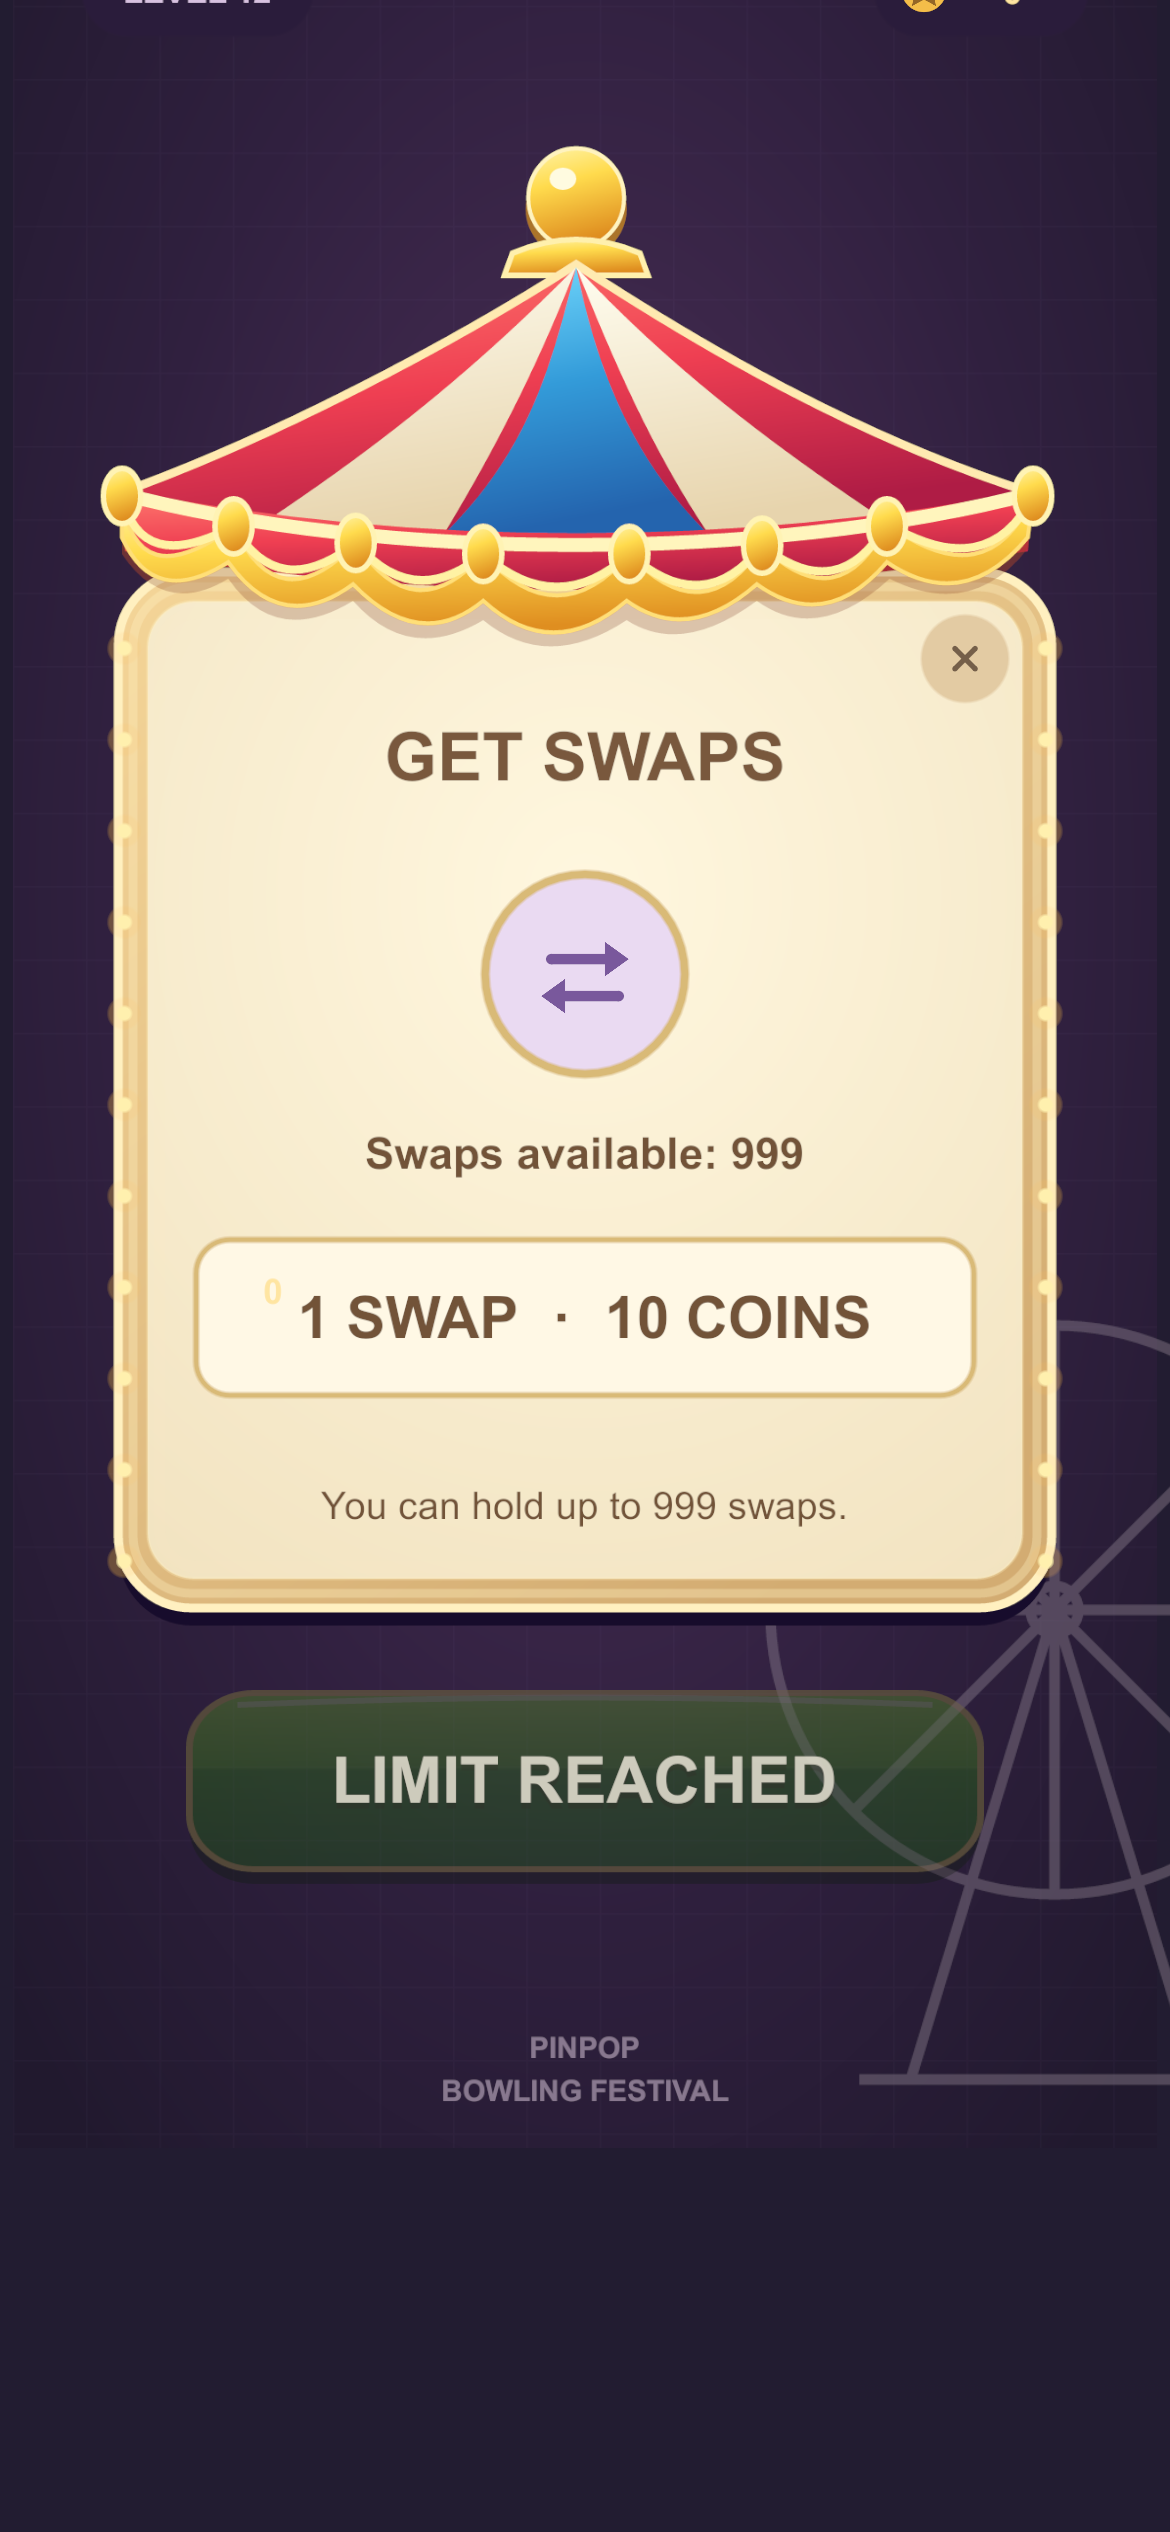 GET SWAPS
Swaps available: 999
0
1 SWAP · 10 COINS
You can hold up to 999 swaps.
LIMIT REACHED
PINPOP
BOWLING FESTIVAL